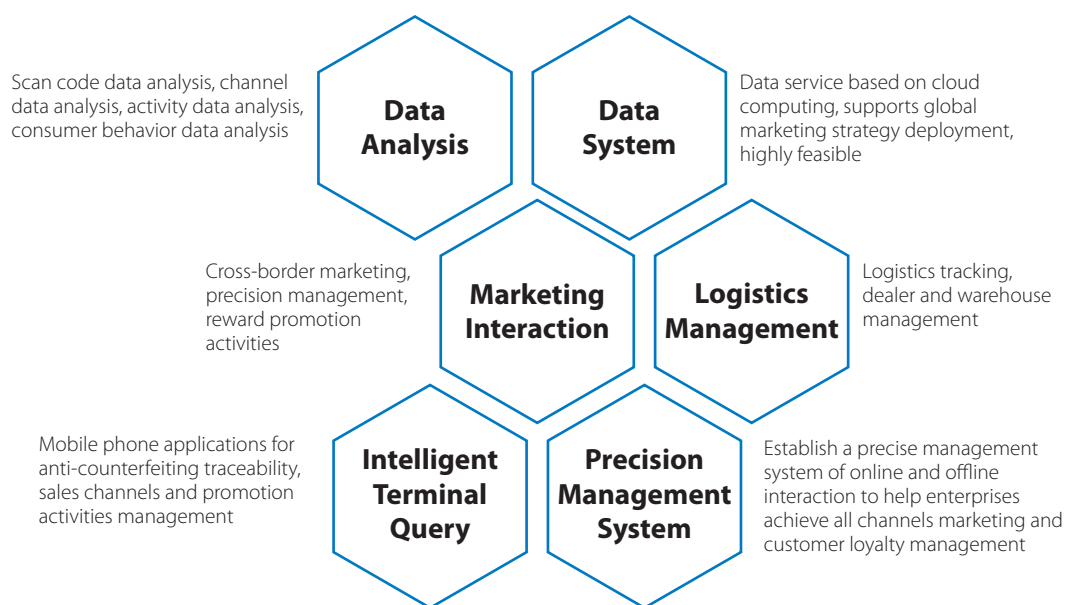 Scan code data analysis, channel
data analysis, activity data analysis,
consumer behavior data analysis
Data
Analysis
Data
System
Data service based on cloud
computing, supports global
marketing strategy deployment,
highly feasible
Cross-border marketing,
precision management,
reward promotion
activities
Marketing
Interaction
Logistics
Management
Logistics tracking,
dealer and warehouse
management
Mobile phone applications for
anti-counterfeiting traceability,
sales channels and promotion
activities management
Intelligent
Terminal
Query
Precision
Management
System
Establish a precise management
system of online and offline
interaction to help enterprises
achieve all channels marketing and
customer loyalty management